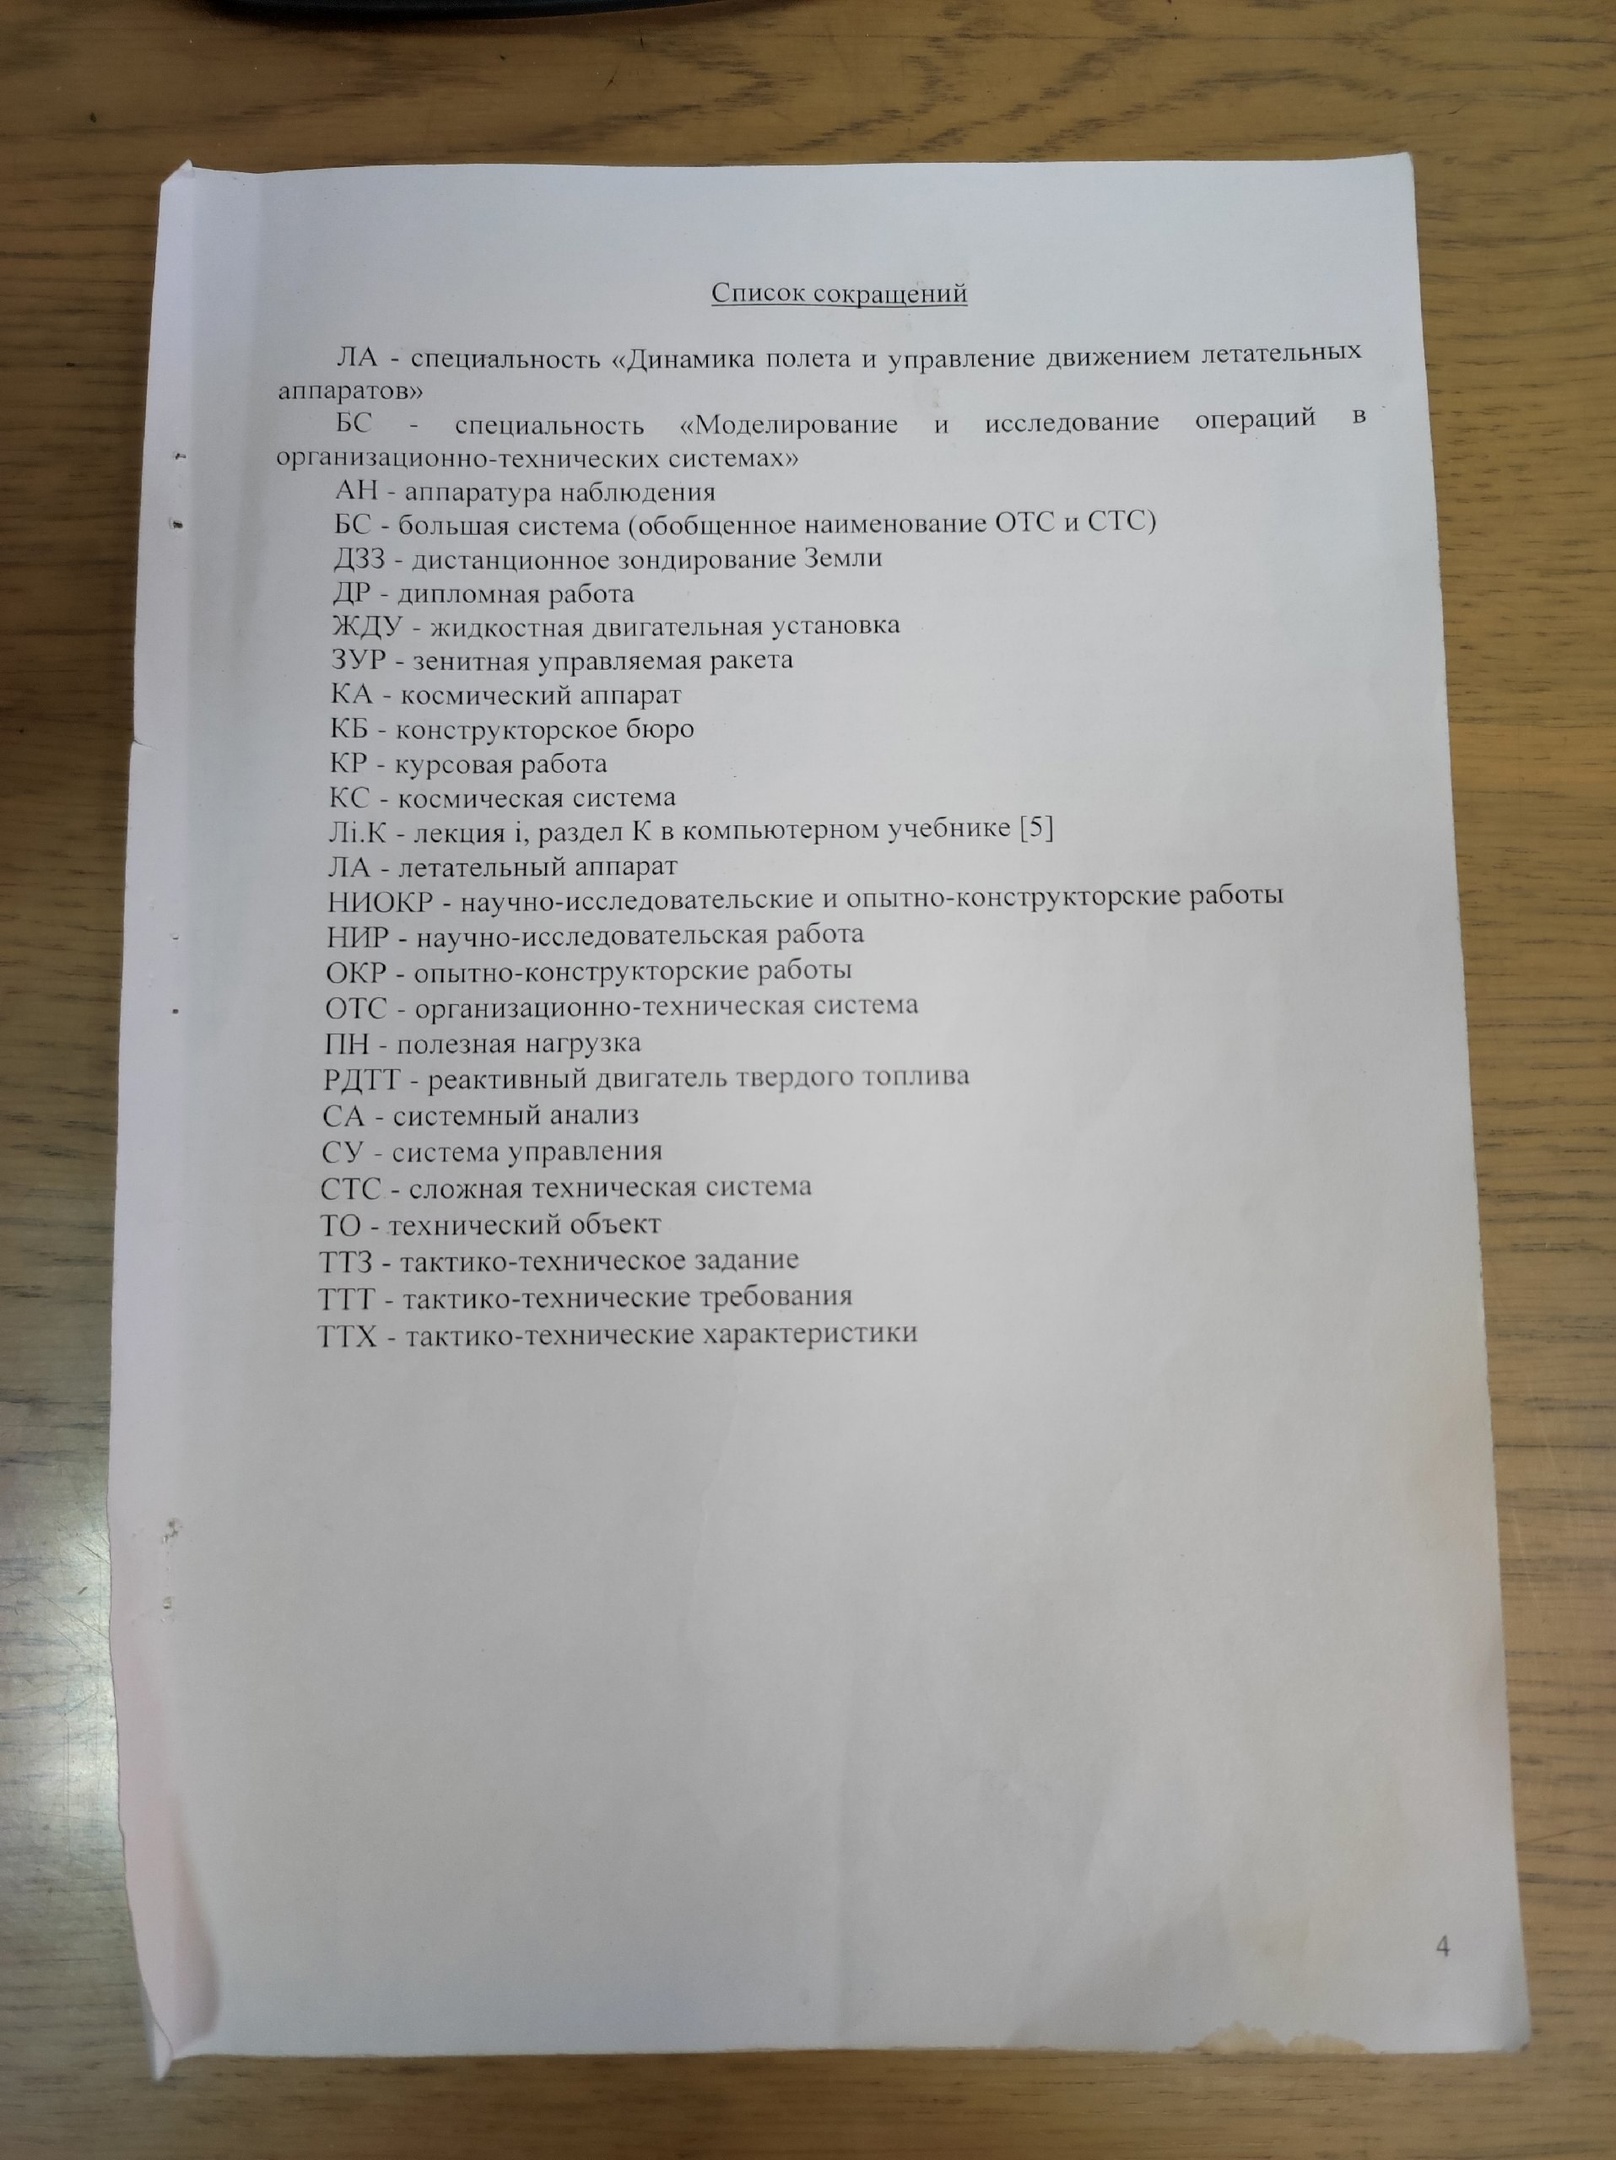 Список сокращений
ЛА - специальность «Динамика полета и управление движением летательных
аппаратов»
БС - специальность «Моделирование и исследование операций в
организационно-технических системах»
АН - аппаратура наблюдения
БС - большая система (обобщенное наименование ОТС и СТС)
ДЗЗ - дистанционное зондирование Земли
ДР - дипломная работа
ЖДУ - жидкостная двигательная установка
ЗУР - зенитная управляемая ракета
КА - космический аппарат
КБ - конструкторское бюро
КР - курсовая работа
КС - космическая система
Лi.К - лекция i, раздел К в компьютерном учебнике [5]
ЛА - летательный аппарат
НИОКР - научно-исследовательские и опытно-конструкторские работы
НИР - научно-исследовательская работа
ОКР - опытно-конструкторские работы
ОТС - организационно-техническая система
ПН - полезная нагрузка
РДТТ - реактивный двигатель твердого топлива
СА - системный анализ
СУ - система управления
СТС - сложная техническая система
ТО - технический объект
ТТЗ - тактико-техническое задание
ТТТ - тактико-технические требования
ТТХ - тактико-технические характеристики
4